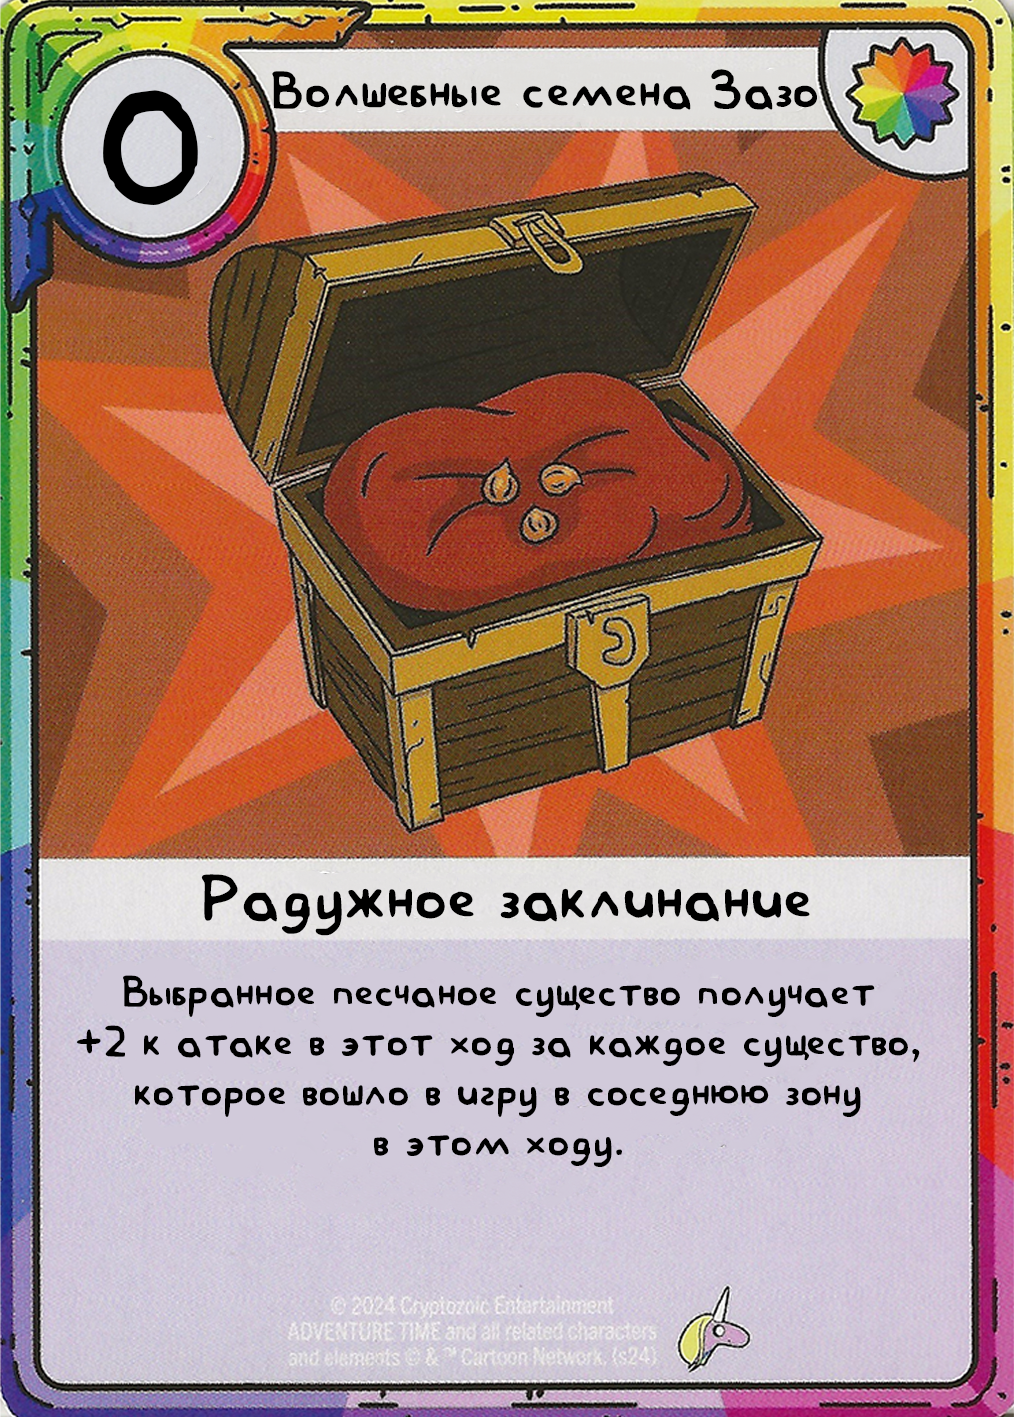 0
Волшебные семена Зазо
Радужное заклинание
Выбранное песчаное существо получает
+2 к атаке в этот ход за каждое существо,
которое вошло в игру в соседнюю зону
в этом ходу.
© 2024 Cryptozoic Entertainment
ADVENTURE TIME and all related characters
and elements © & ™ Cartoon Network. (s24)